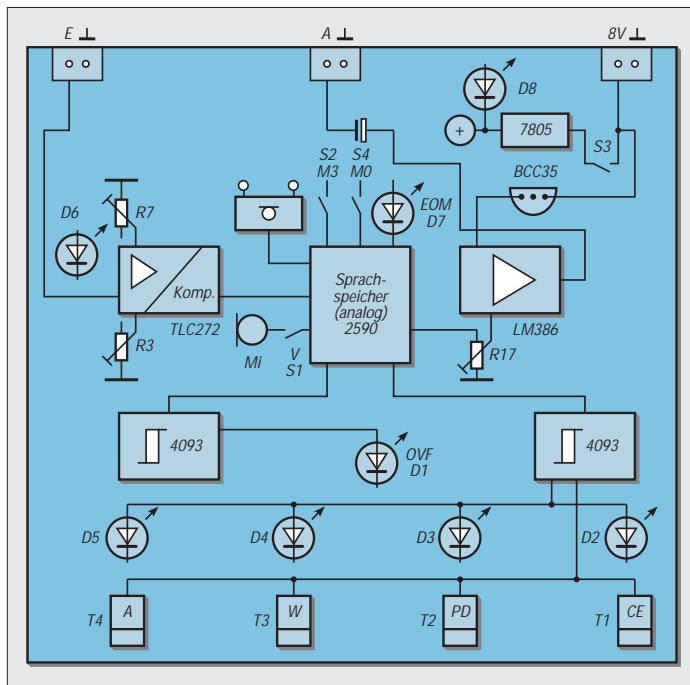 E A 8V
D8
+ 7805
S3
S2 S4
M3 M0
BCC35
D6 R7
EOM
D7
Komp.
TLC272
Sprach-
speicher
(analog)
2590
LM386
R3
Mi
V
S1
R17
4093
OVF
D1
4093
D5 D4 D3 D2
T4 A T3 W T2 PD T1 CE